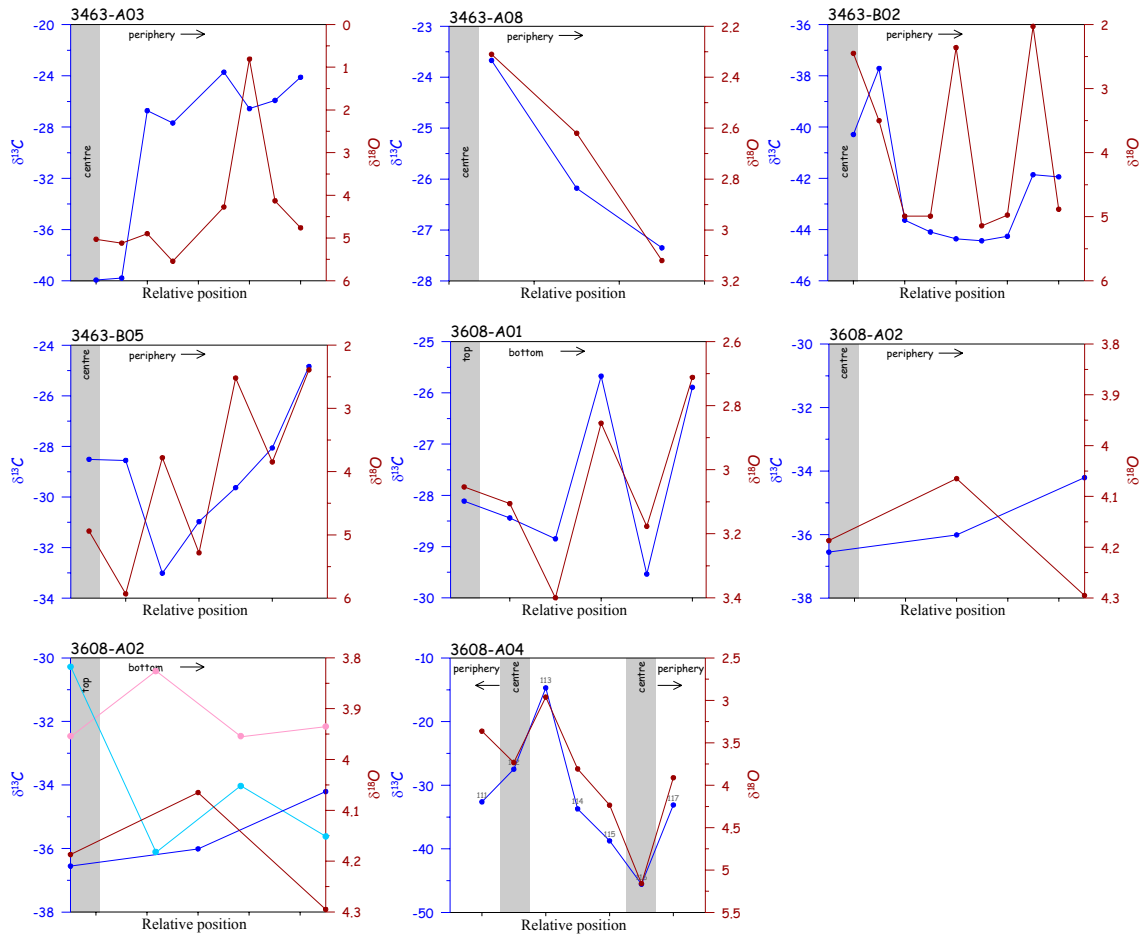 3463-A03
periphery →
centre
-20
-24
-28
-32
-36
-40
δ13C
0
1
2
3
4
5
6
δ18O
Relative position
3463-A08
periphery →
centre
-23
-24
-25
-26
-27
-28
δ13C
2.2
2.4
2.6
2.8
3
3.2
δ18O
Relative position
3463-B02
periphery →
centre
-36
-38
-40
-42
-44
-46
δ13C
2
3
4
5
6
δ18O
Relative position
3463-B05
periphery →
centre
-24
-26
-28
-30
-32
-34
δ13C
2
3
4
5
6
δ18O
Relative position
3608-A01
bottom →
top
-25
-26
-27
-28
-29
-30
δ13C
2.6
2.8
3
3.2
3.4
δ18O
Relative position
3608-A02
periphery →
centre
-30
-32
-34
-36
-38
δ13C
3.8
3.9
4
4.1
4.2
4.3
δ18O
Relative position
3608-A02
bottom →
top
-30
-32
-34
-36
-38
δ13C
3.8
3.9
4
4.1
4.2
4.3
δ18O
Relative position
3608-A04
periphery ←
centre
centre
periphery →
-10
-20
-30
-40
-50
δ13C
111
113
114
115
117
2.5
3
3.5
4
4.5
5
5.5
δ18O
Relative position